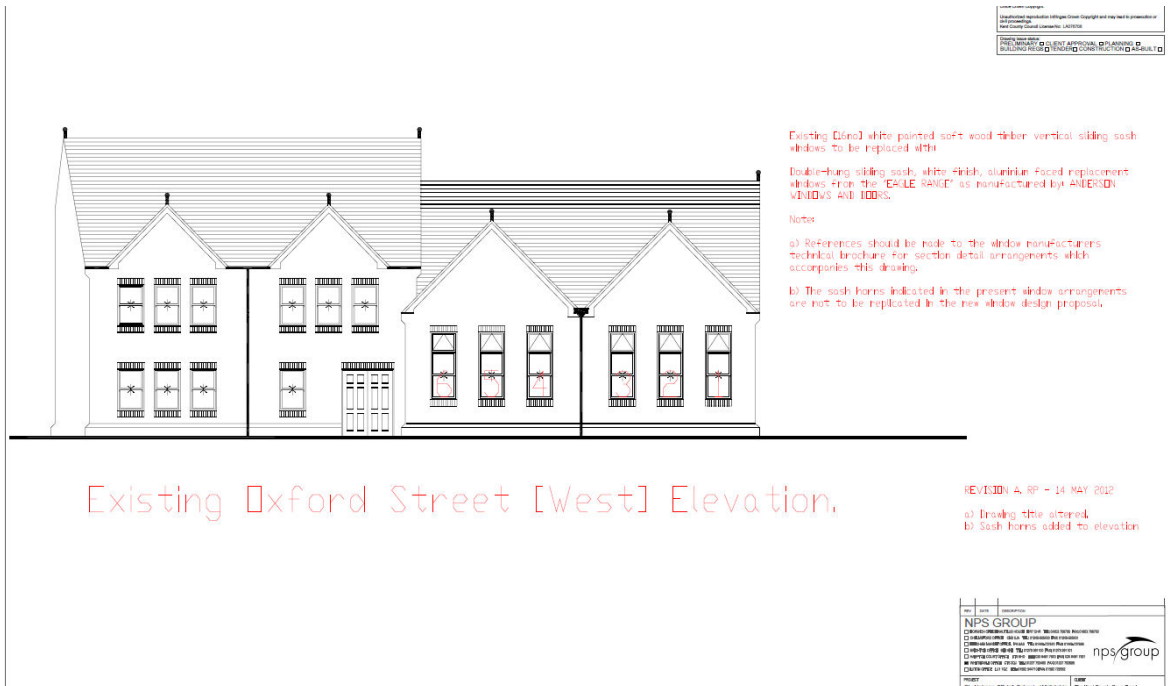 Unauthorised reproduction infringes Crown Copyright and may lead to prosecution or
civil proceedings.
Kent County Council License No:
Drawing issue status
PRELIMINARY CLIENT APPROVAL PLANNING
BUILDING REGS TENDER CONSTRUCTION AS-BUILT
Existing [16no] white painted soft wood timber vertical sliding sash
windows to be replaced with:
Double-hung sliding sash, white finish, aluminium faced replacement
windows from the 'EAGLE RANGE' as manufactured by: ANDERSON
WINDOWS AND DOORS.
Note:
a) References should be made to the window manufacturers
technical brochure for section detail arrangements which
accompanies this drawing.
b) The sash horns indicated in the present window arrangements
are not to be replicated in the new window design proposal.
6 5 4 3 2 1
Existing Oxford Street [West] Elevation.
REVISION A. RP - 14 MAY 2012
a) Drawing title altered.
b) Sash horns added to elevation
REV DATE DESCRIPTION
NPS GROUP
nps group
PROJECT
CLIENT